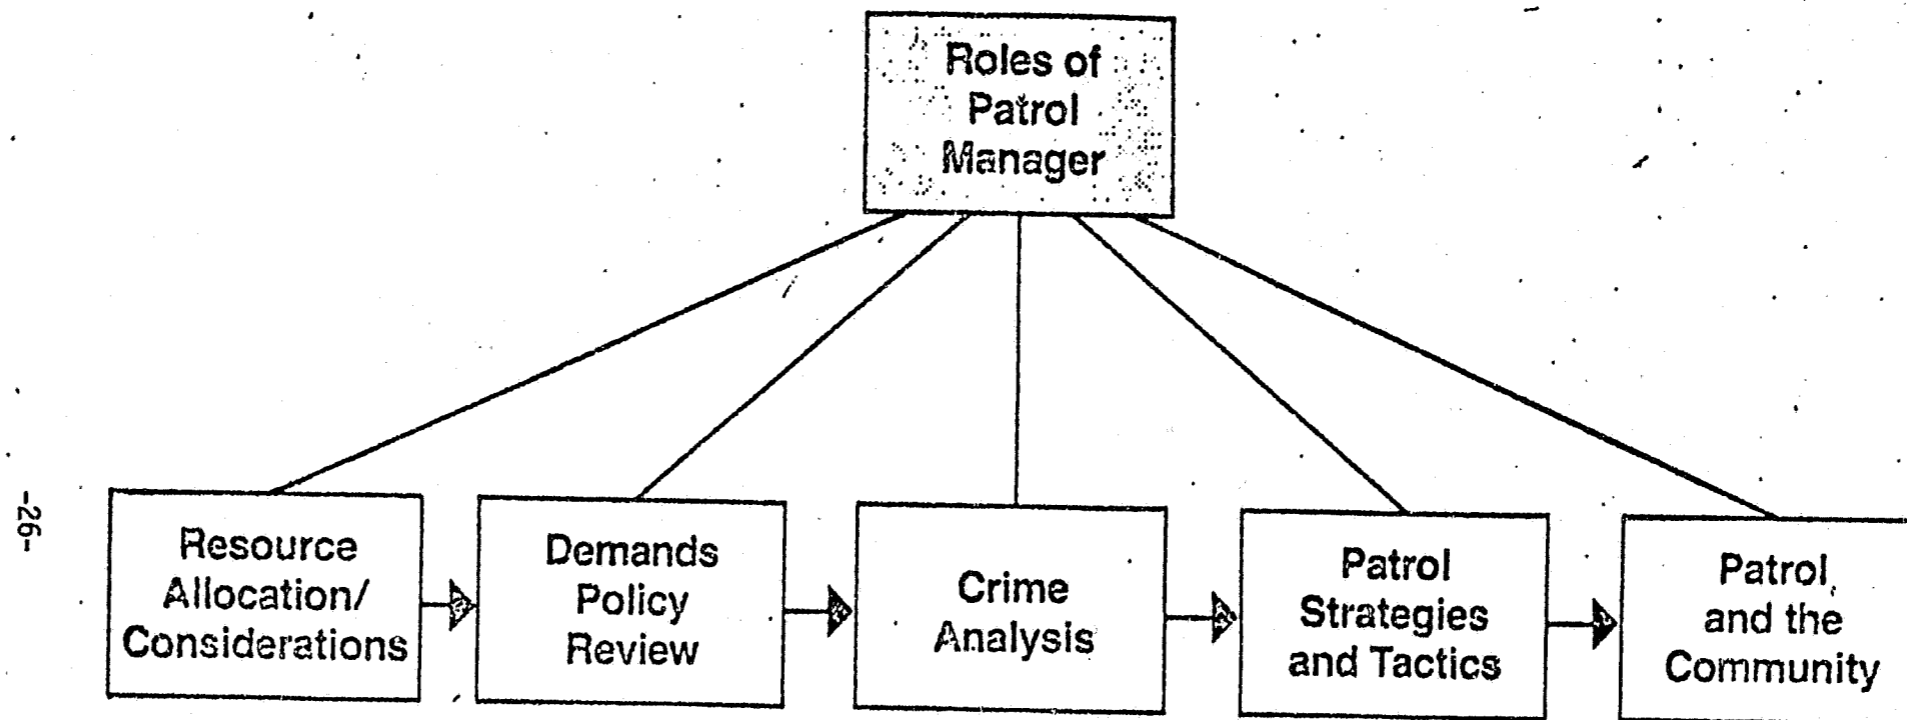 Roles of
Patrol
Manager
-26-
Resource
Allocation/
Considerations
Demands
Policy
Review
Crime
Analysis
Patrol
Strategies
and Tactics
Patrol
and the
Community